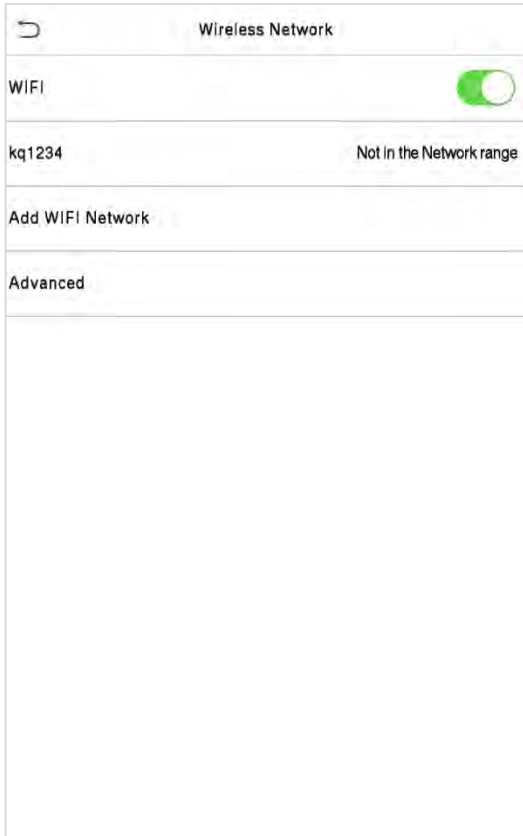 Wireless Network
WIFI
kq1234 Not in the Network range
Add WIFI Network
Advanced